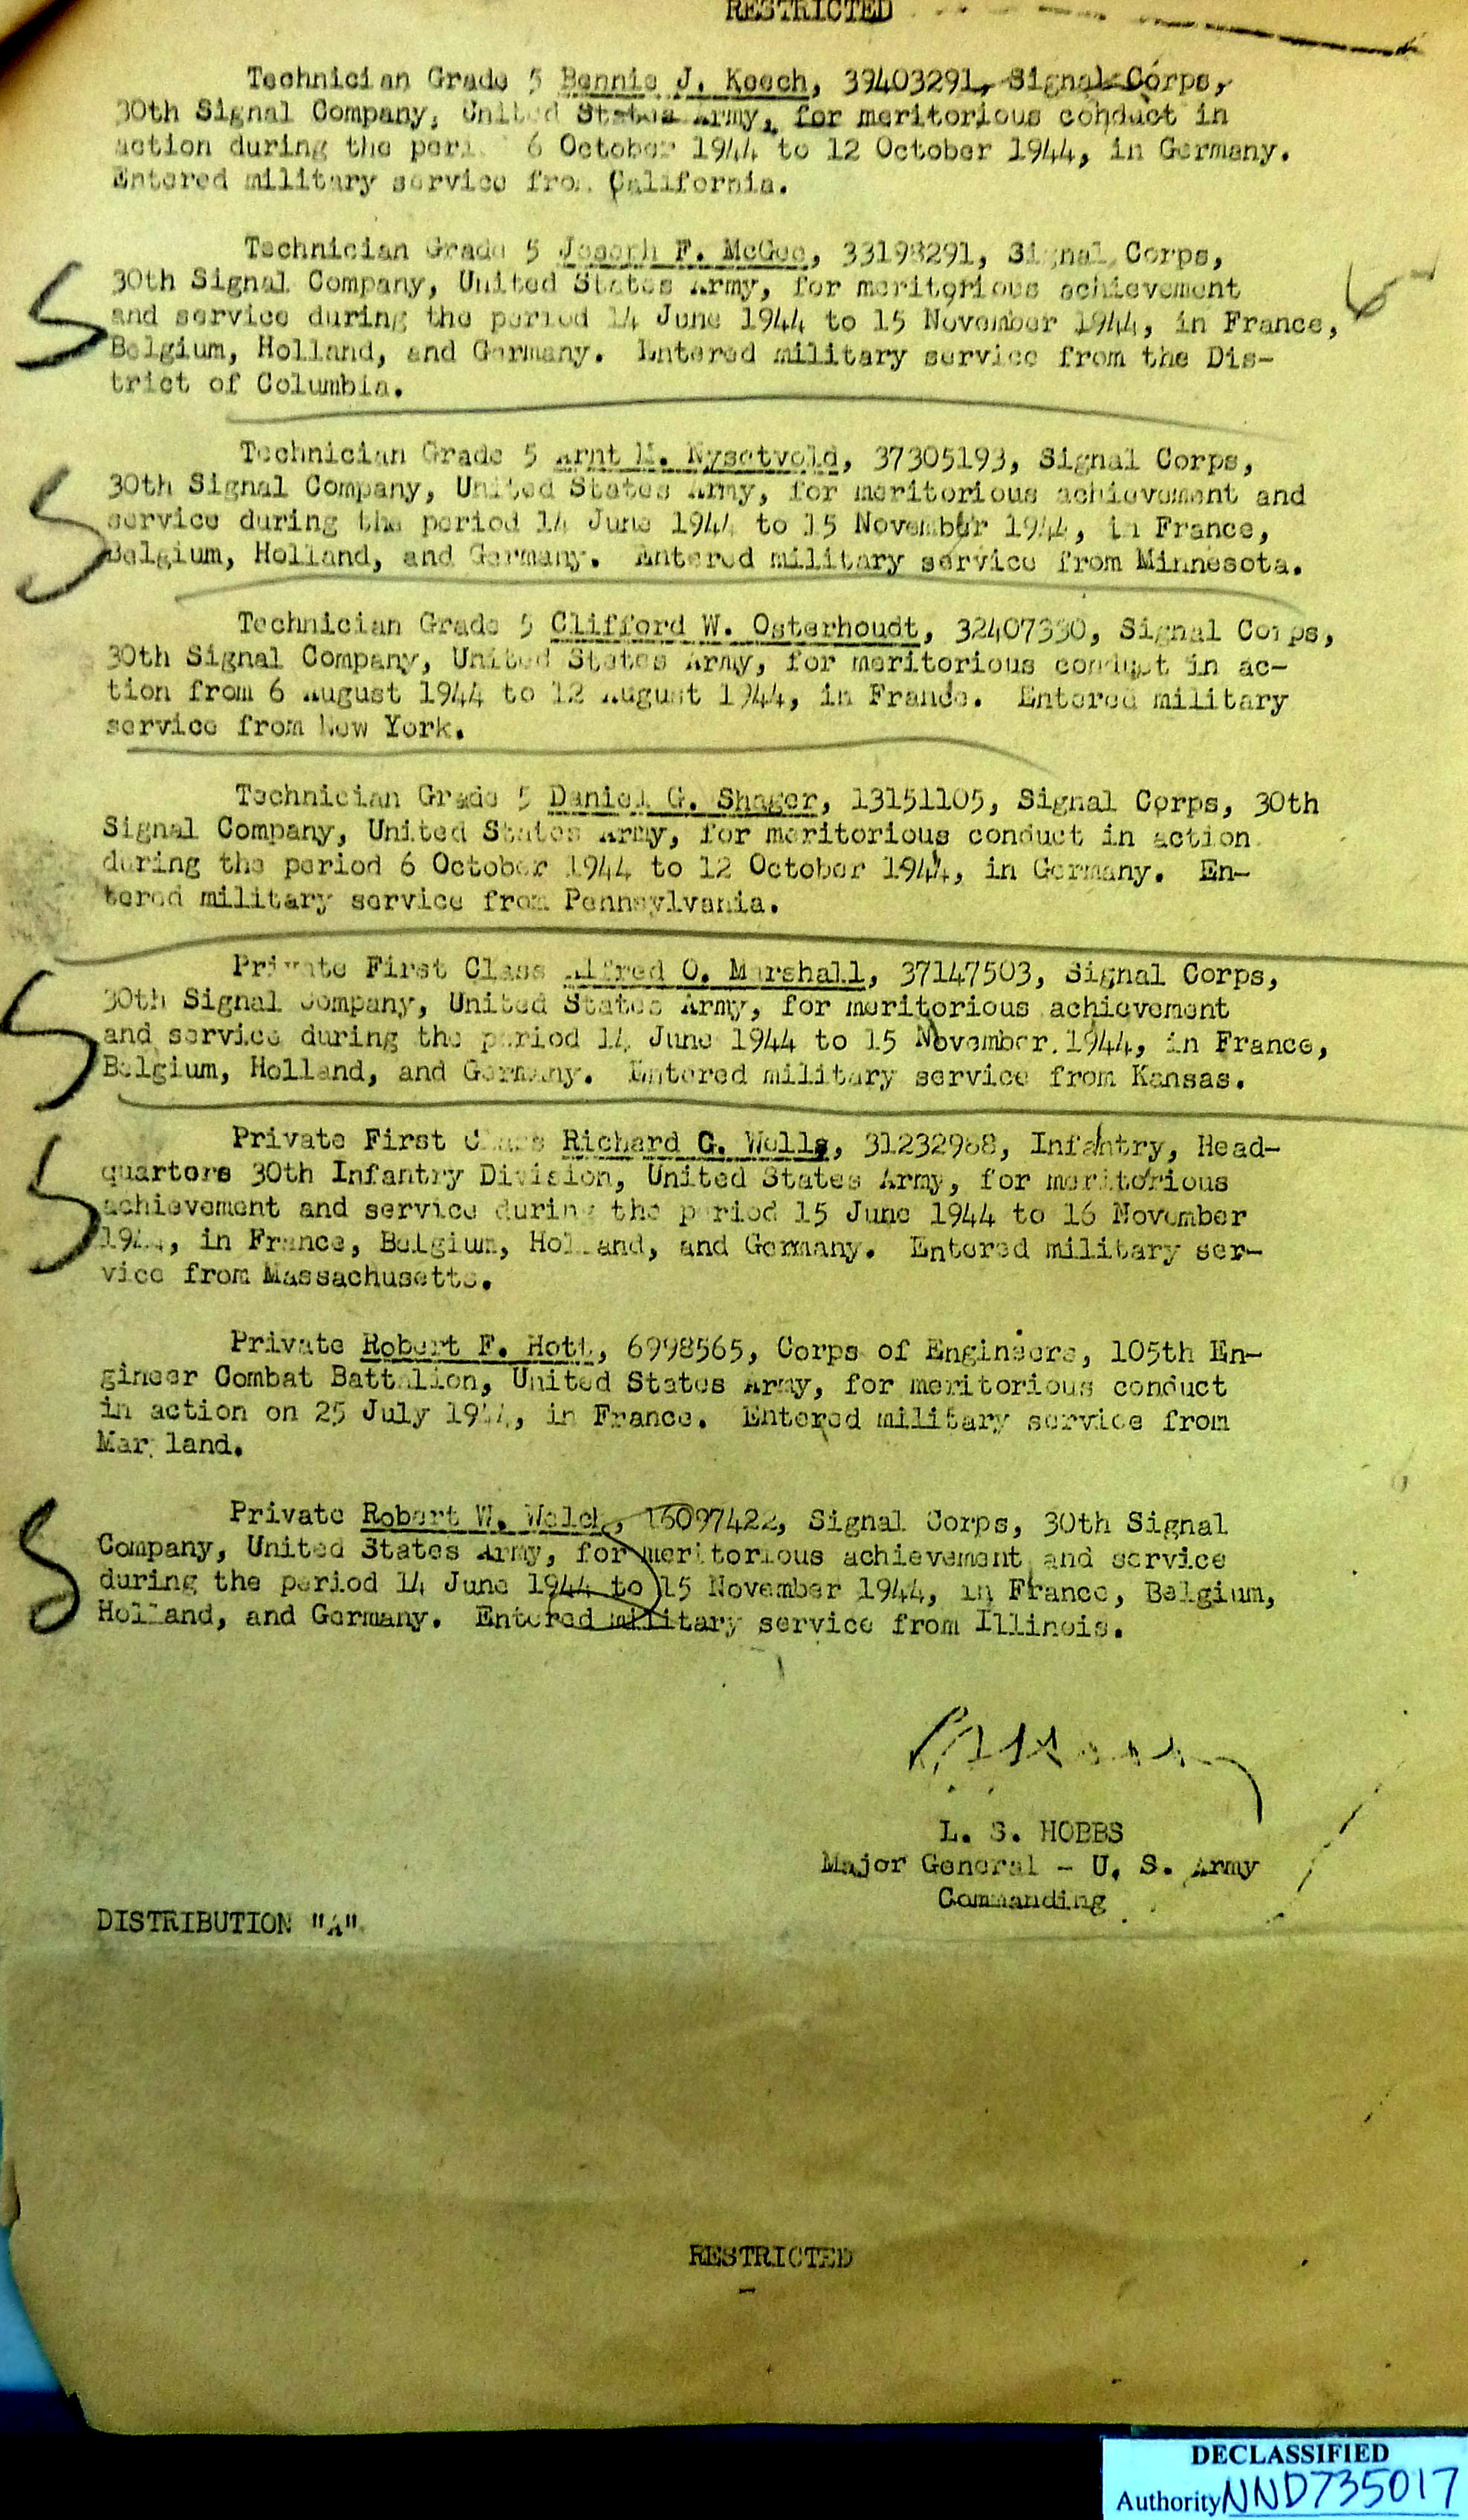 RESTRICTED
Technician Grade 5 Bennie J. Keech, 39403291, Signal Corps,
30th Signal Company, United States Army, for meritorious conduct in
action during the 6 October 1944 to 12 October 1944, in Germany.
Entered military service from California.
Technician Grade 5 Joseph F. McGee, 33198291, Signal Corps,
30th Signal Company, United States Army, for meritorious achievement
5
and service during the period 14 June 1944 to 15 November 1944, in France,
Belgium, Holland, and Germany. Entered military service from the Dis-
trict of Columbia.
Technician Grade 5 Arnt Nysetvold, 37305193, Signal Corps,
30th Signal Company, United States Army, for meritorious achievement and
5
service during the period 14 June 1944 to 15 November 1944, in France,
Belgium, Holland, and Germany. Entered military service from Minnesota.
Technician Grade 5 Clifford W. Osterhoudt, 32407330, Signal Corps,
30th Signal Company, United States Army, for meritorious conduct in ac-
tion from 6 August 1944 to 12 August 1944, in France. Entered military
service from New York.
Technician Grade 5 Daniel G. Shager, 13151105, Signal Corps, 30th
Signal Company, United States Army, for meritorious conduct in action
during the period 6 October 1944 to 12 October 1944, in Germany. En-
tered military service from Pennsylvania.
Private First Class Alfred O. Marshall, 37147503, Signal Corps,
30th Signal Company, United States Army, for meritorious achievement
5
and service during the period 14 June 1944 to 15 November 1944, in France,
Belgium, Holland, and Germany. Entered military service from Kansas.
Private First Class Richard G. Wells, 31232988, Infantry, Head-
quarters 30th Infantry Division, United States Army, for meritorious
5
achievement and service during the period 15 June 1944 to 16 November
1944, in France, Belgium, Holland, and Germany. Entered military ser-
vice from Massachusetts.
Private Robert F. Hott, 6998565, Corps of Engineers, 105th En-
gineer Combat Battalion, United States Army, for meritorious conduct
in action on 25 July 1944, in France. Entered military service from
Maryland.
Private Robert W. Welch, 16097422, Signal Corps, 30th Signal
5
Company, United States Army, for meritorious achievement and service
during the period 14 June 1944 to 15 November 1944, in France, Belgium,
Holland, and Germany. Entered military service from Illinois.
L. S. HOBBS
Major General - U. S. Army
Commanding
DISTRIBUTION "A"
RESTRICTED
DECLASSIFIED
Authority NND735017